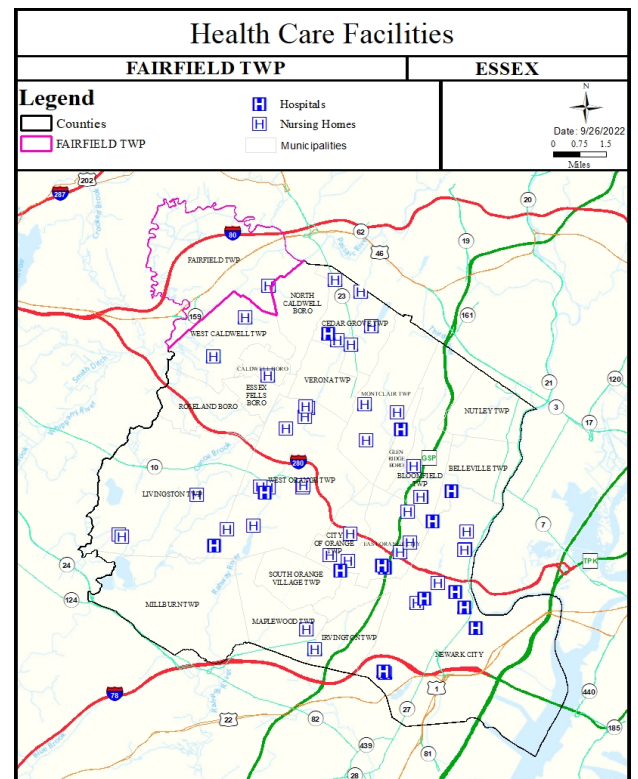 Health Care Facilities
FAIRFIELD TWP
ESSEX
Legend
Counties
FAIRFIELD TWP
H Hospitals
H Nursing Homes
Municipalities
N
Date: 9/26/2022
0 0.75 1.5
Miles
202
287
20
62
19
80
46
FAIRFIELD TWP
NORTH
CALDWELL
BORO
23
159
161
WEST CALDWELL TWP
CEDAR GROVE TWP
CALDWELL BORO
ESSEX
FELLS
BORO
VERONA TWP
21
120
MONTCLAIR TWP
3
ROSELAND BORO
NUTLEY TWP
17
GLEN
RIDGE
BORO
GSP
280
10
BLOOMFIELD
TWP
BELLEVILLE TWP
WEST ORANGE TWP
LIVINGSTON TWP
7
CITY
OF ORANGE
TWP
EAST ORANGE CITY
TPK
24
SOUTH ORANGE
VILLAGE TWP
124
MILLBURN TWP
MAPLEWOOD TWP
IRVINGTON TWP
NEWARK CITY
1
78
440
27
22
82
185
439
81
28